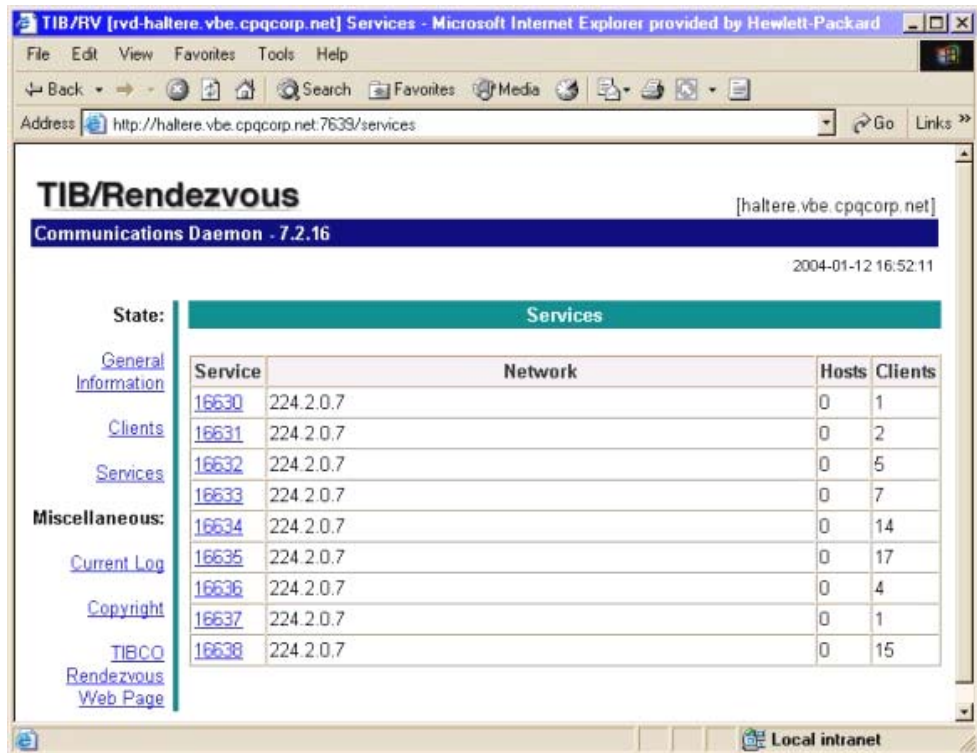 TIB/RV [rvd-haltere.vbe.cpqcorp.net] Services - Microsoft Internet Explorer provided by Hewlett-Packard
File Edit View Favorites Tools Help
Back Search Favorites Media
Address http://haltere.vbe.cpqcorp.net:7639/services Go Links »
TIB/Rendezvous
[haltere.vbe.cpqcorp.net]
Communications Daemon - 7.2.16
2004-01-12 16:52:11
State:
General
Information
Clients
Services
Miscellaneous:
Current Log
Copyright
TIBCO
Rendezvous
Web Page
Services
Service Network Hosts Clients
16630 224.2.0.7 0 1
16631 224.2.0.7 0 2
16632 224.2.0.7 0 5
16633 224.2.0.7 0 7
16634 224.2.0.7 0 14
16635 224.2.0.7 0 17
16636 224.2.0.7 0 4
16637 224.2.0.7 0 1
16638 224.2.0.7 0 15
Local intranet